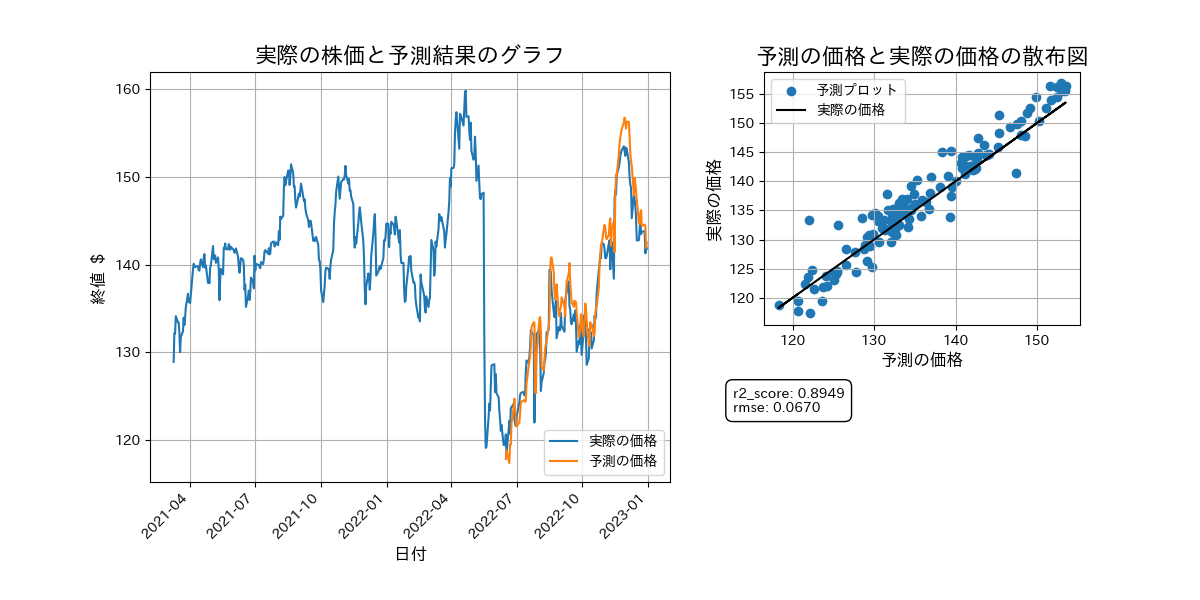 実際の株価と予測結果のグラフ
終値 $
160
150
140
130
120
2021-04
2021-07
2021-10
2022-01
2022-04
2022-07
2022-10
2023-01
日付
実際の価格
予測の価格
予測の価格と実際の価格の散布図
実際の価格
155
150
145
140
135
130
125
120
予測プロット
実際の価格
120
130
140
150
予測の価格
r2_score: 0.8949
rmse: 0.0670